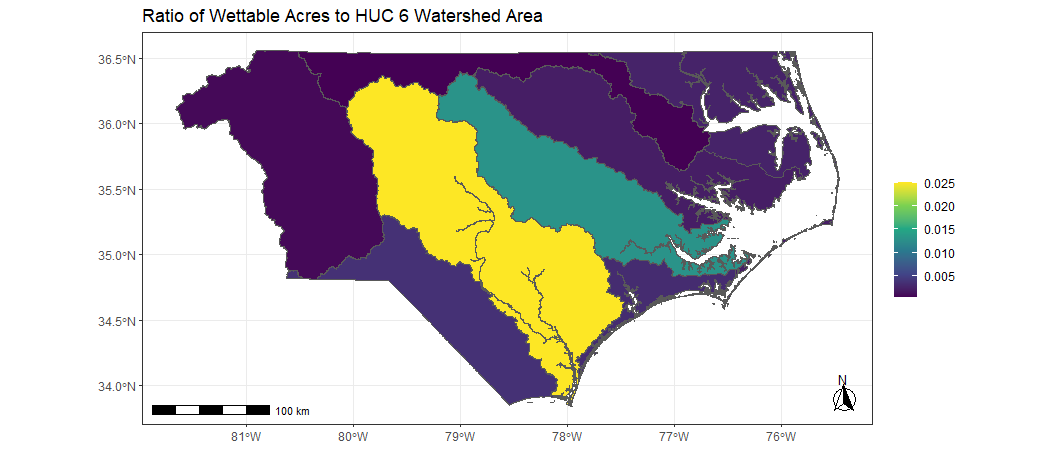 Ratio of Wettable Acres to HUC 6 Watershed Area
36.5°N
36.0°N
35.5°N
35.0°N
34.5°N
34.0°N
0.025
0.020
0.015
0.010
0.005
N
100 km
81°W
80°W
79°W
78°W
77°W
76°W